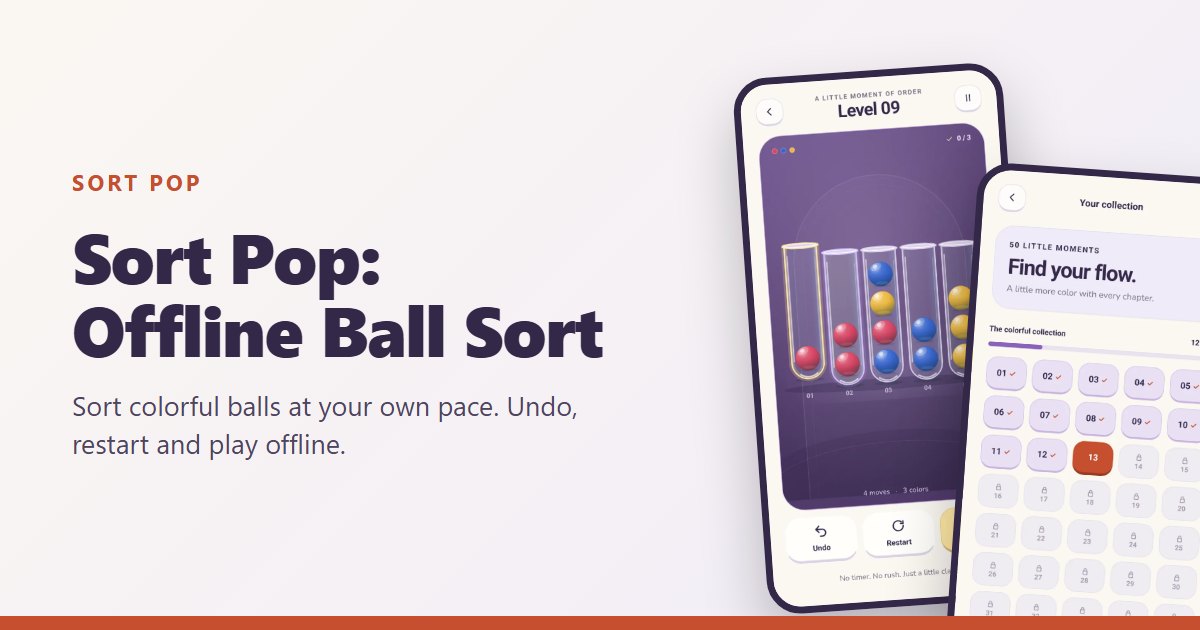 SORT POP
Sort Pop:
Offline Ball Sort
Sort colorful balls at your own pace. Undo,
restart and play offline.
A LITTLE MOMENT OF ORDER
Level 09
0 / 3
01
02
03
04
4 moves · 3 colors
Undo
Restart
No timer. No rush. Just a little
Your collection
50 LITTLE MOMENTS
Find your flow.
A little more color with every chapter.
The colorful collection
12
01 02 03 04 05
06 07 08 09 10
11 12 13 14 15
16 17 18 19 20
21 22 23 24 25
26 27 28 29 30
31 32